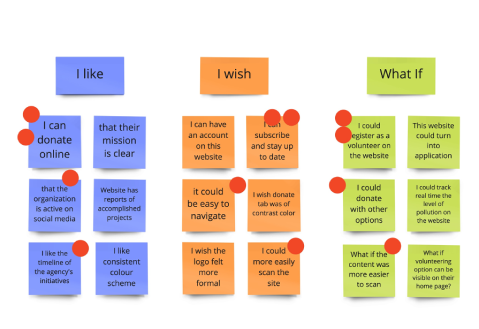 I like
I wish
What If
I can
donate
online
that their
mission
is clear
that the
organization
is active on
social media
Website has
reports of
accomplished
projects
I like the
timeline of
the agency's
initiatives
I like
consistent
colour
scheme
I can have
an account
on this
website
I can
subscribe
and stay up
to date
it could
be easy to
navigate
I wish donate
tab was of
contrast color
I wish the
logo felt
more
formal
I could
more easily
scan the
site
I could
register as a
volunteer on
the website
This website
could turn
into
application
I could
donate
with other
options
I could track
real time the
level of
pollution on
the website
What if the
content was
more easier
to scan
What if
volunteering
option can be
visible on their
home page?